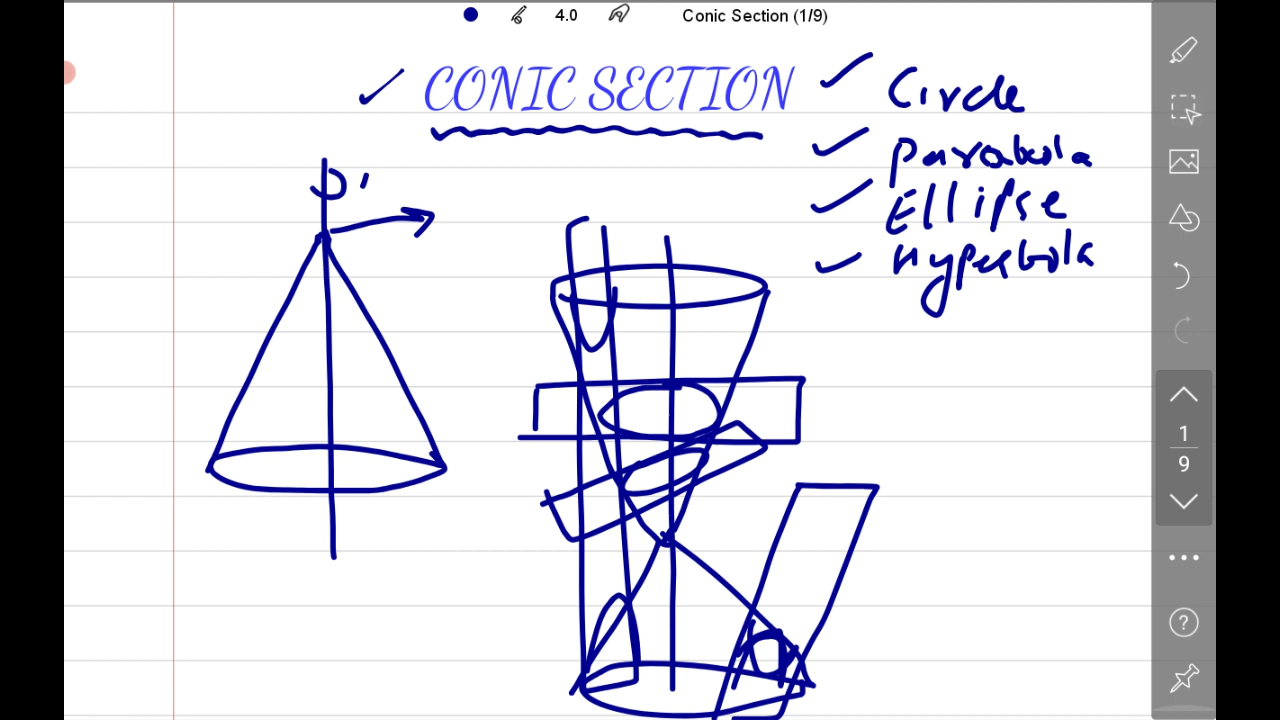 4.0 Conic Section (1/9)
CONIC SECTION
Circle
Parabola
Ellipse
Hyperbola
1
9